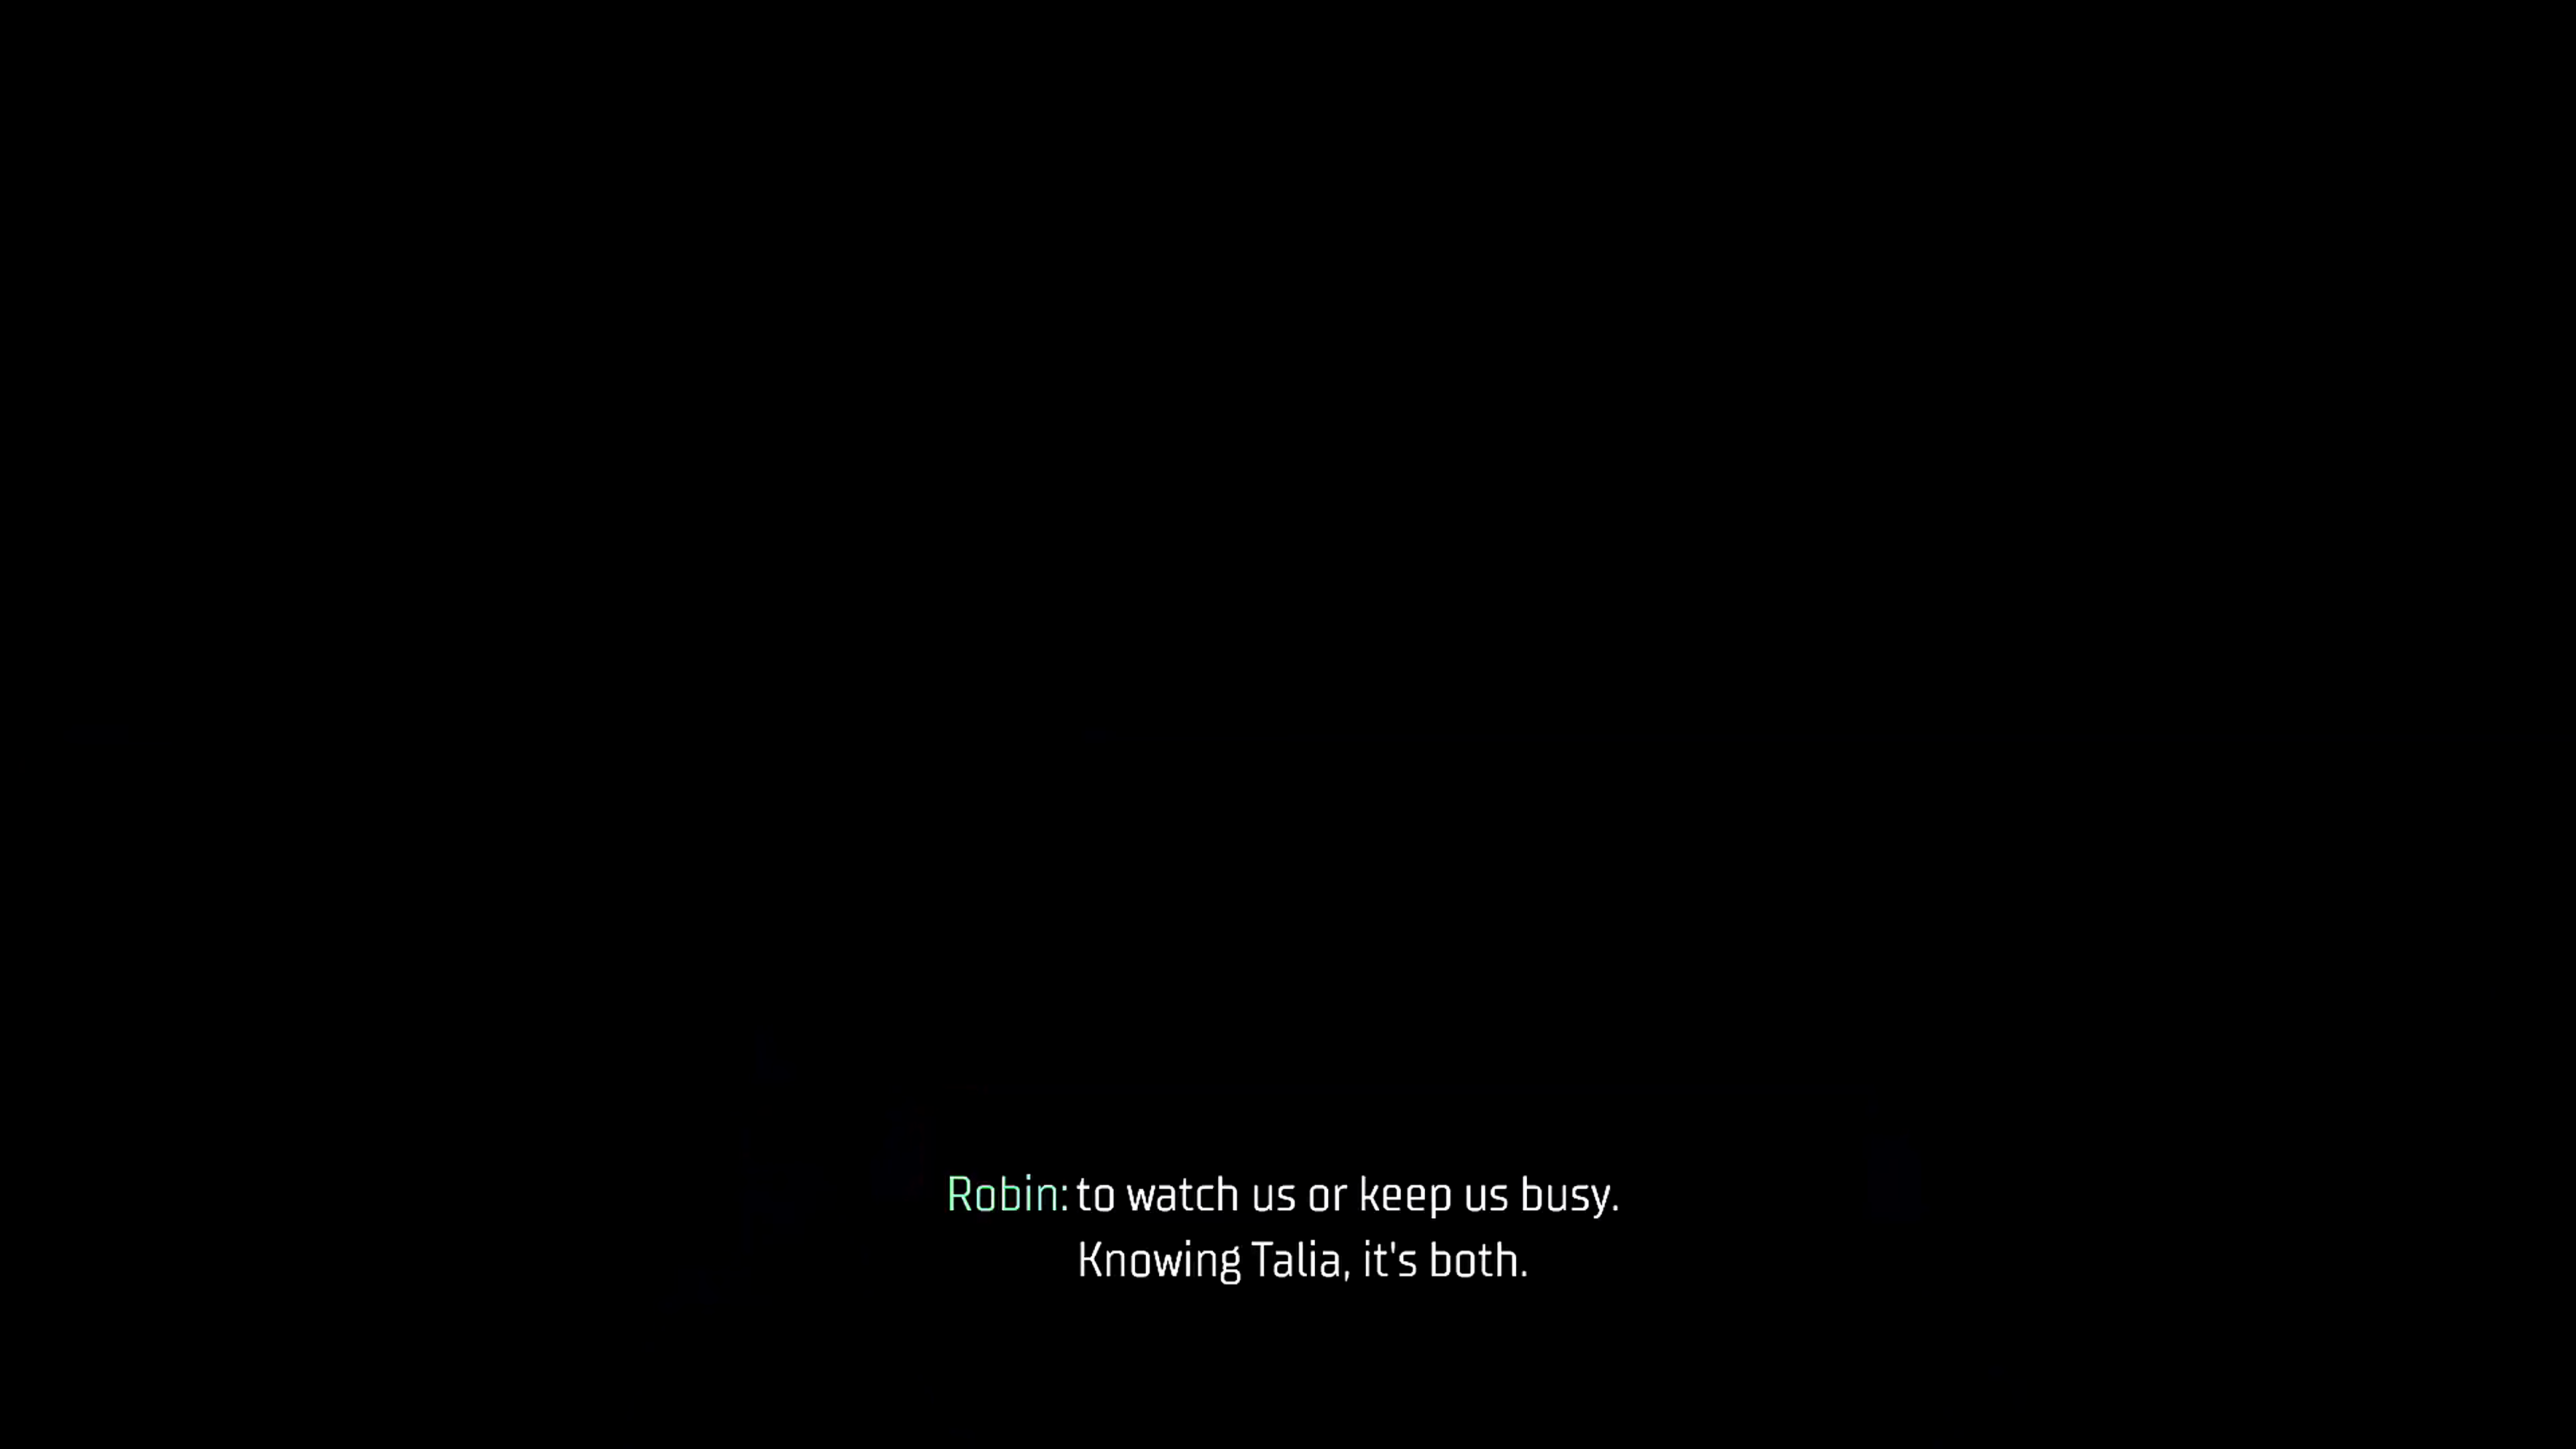 Robin: to watch us or keep us busy.
Knowing Talia, it's both.